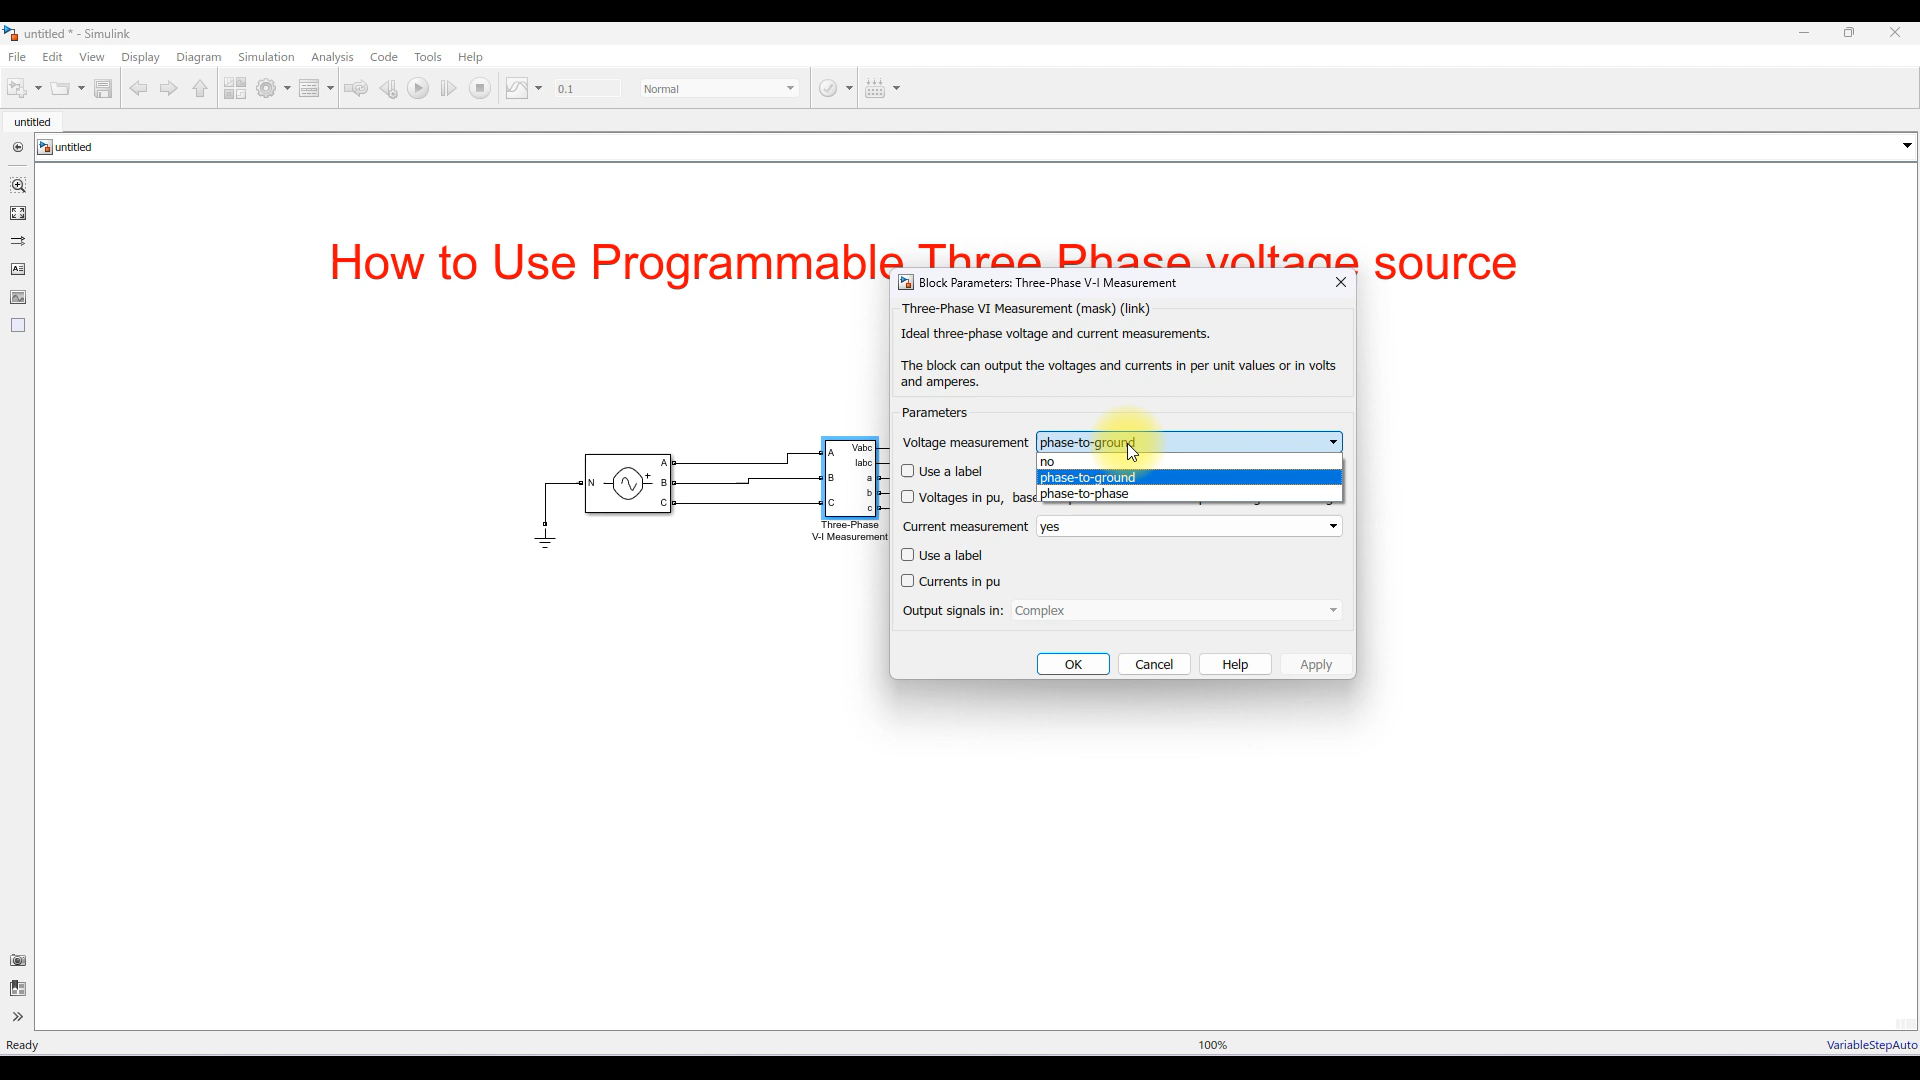 untitled * - Simulink
File Edit View Display Diagram Simulation Analysis Code Tools Help
0.1 Normal
untitled
untitled
How to Use Programmable Three Phase voltage source
Block Parameters: Three-Phase V-I Measurement
Three-Phase VI Measurement (mask) (link)
Ideal three-phase voltage and current measurements.
The block can output the voltages and currents in per unit values or in volts
and amperes.
Parameters
Voltage measurement phase-to-ground
no
phase-to-ground
phase-to-phase
Use a label
Voltages in pu, base
Current measurement yes
Use a label
Currents in pu
Output signals in: Complex
OK Cancel Help Apply
N A B C
A B C Vabc Iabc a b c
Three-Phase
V-I Measurement
Ready 100% VariableStepAuto